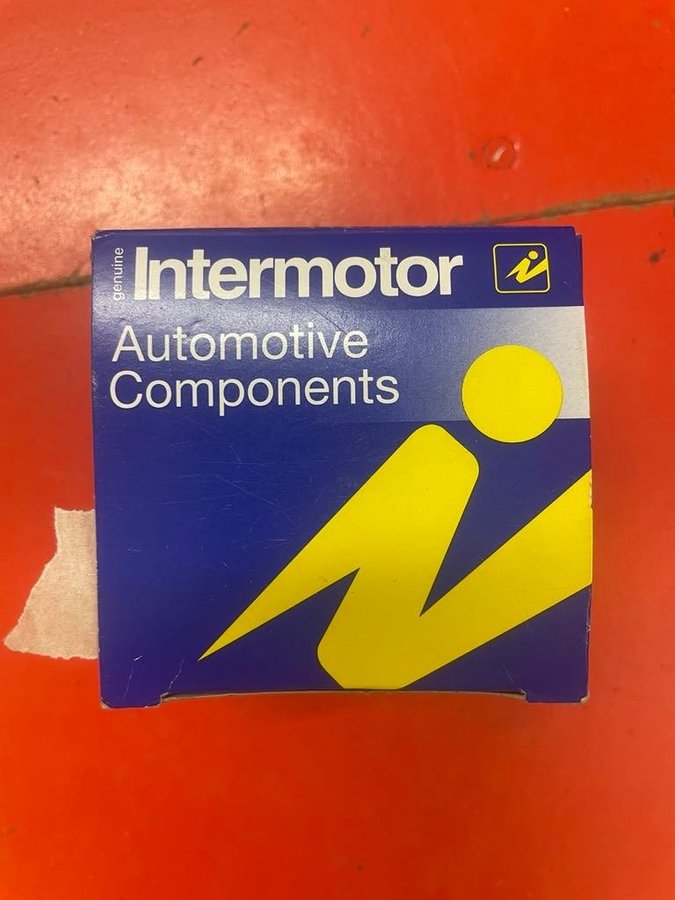 genuine Intermotor
Automotive
Components